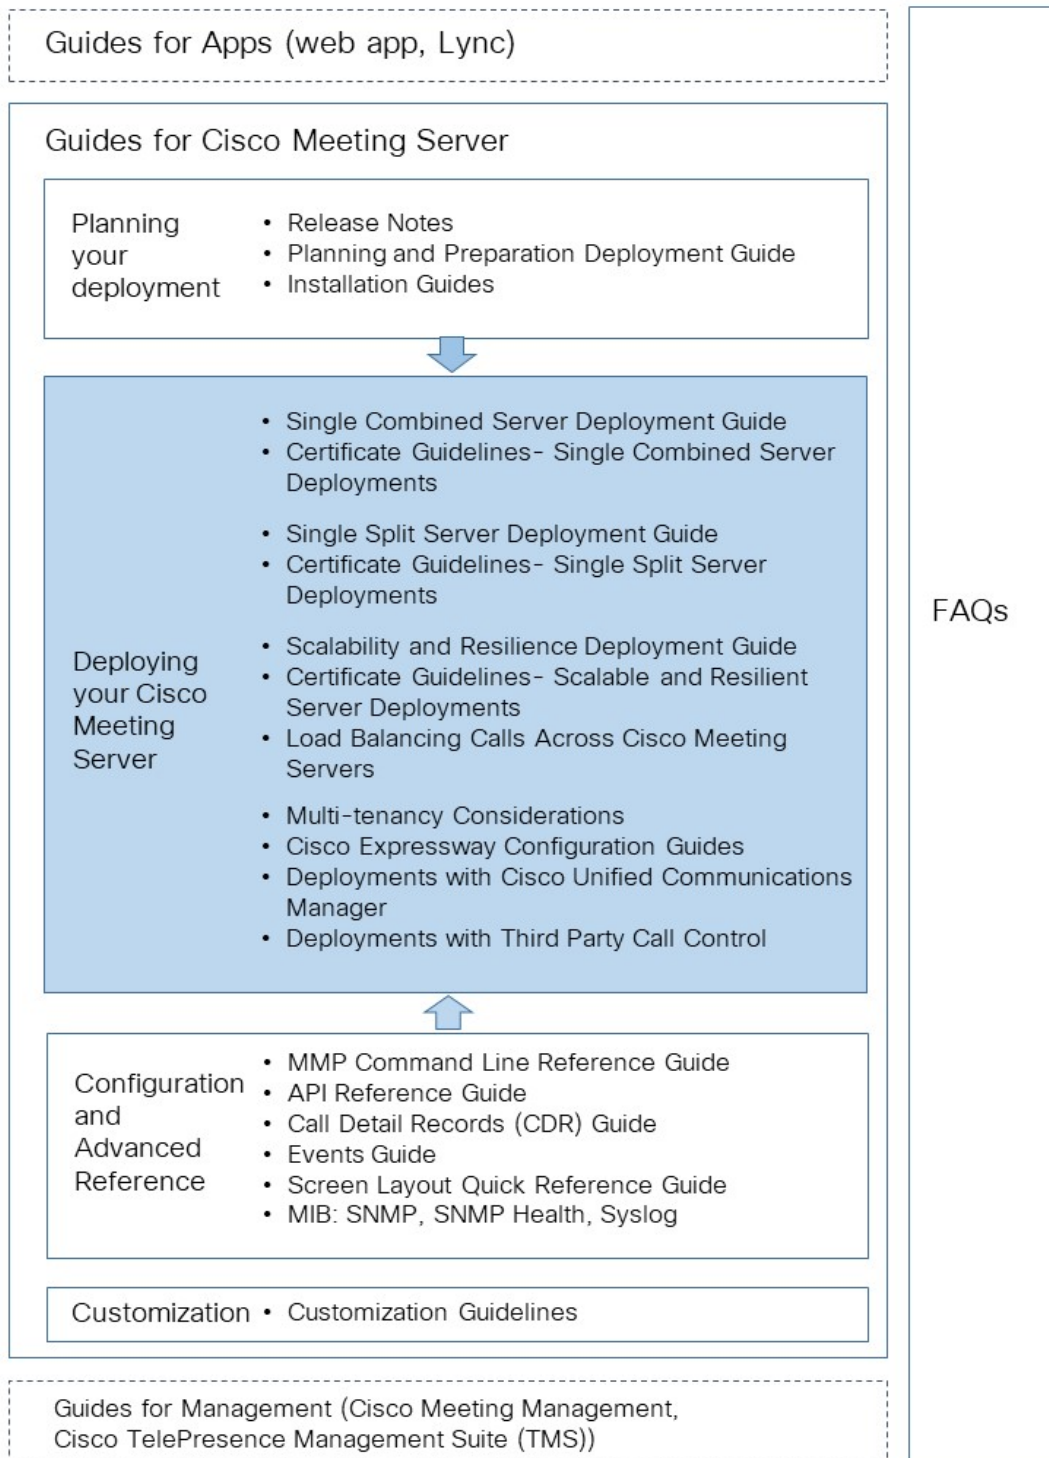 Guides for Apps (web app, Lync)
Guides for Cisco Meeting Server
Planning
your
deployment
• Release Notes
• Planning and Preparation Deployment Guide
• Installation Guides
Deploying
your Cisco
Meeting
Server
• Single Combined Server Deployment Guide
• Certificate Guidelines- Single Combined Server
Deployments
• Single Split Server Deployment Guide
• Certificate Guidelines- Single Split Server
Deployments
• Scalability and Resilience Deployment Guide
• Certificate Guidelines- Scalable and Resilient
Server Deployments
• Load Balancing Calls Across Cisco Meeting
Servers
• Multi-tenancy Considerations
• Cisco Expressway Configuration Guides
• Deployments with Cisco Unified Communications
Manager
• Deployments with Third Party Call Control
Configuration
and
Advanced
Reference
• MMP Command Line Reference Guide
• API Reference Guide
• Call Detail Records (CDR) Guide
• Events Guide
• Screen Layout Quick Reference Guide
• MIB: SNMP, SNMP Health, Syslog
Customization • Customization Guidelines
Guides for Management (Cisco Meeting Management,
Cisco TelePresence Management Suite (TMS))
FAQs